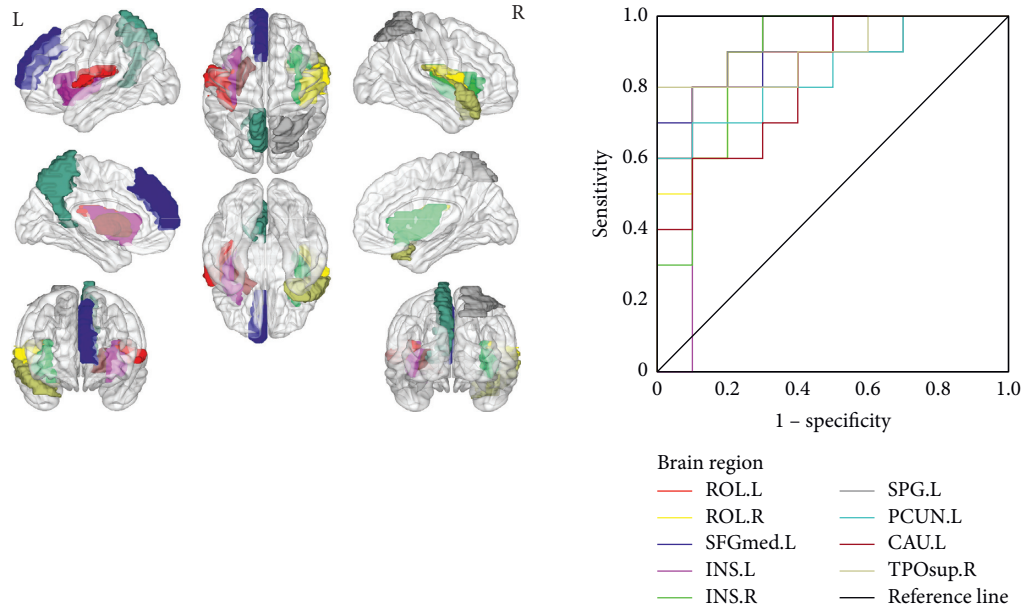 L
R
1.0
0.8
0.6
0.4
0.2
0
Sensitivity
0 0.2 0.4 0.6 0.8 1.0
1 – specificity
Brain region
ROL.L
ROL.R
SFGmed.L
INS.L
INS.R
SPG.L
PCUN.L
CAU.L
TPOsup.R
Reference line